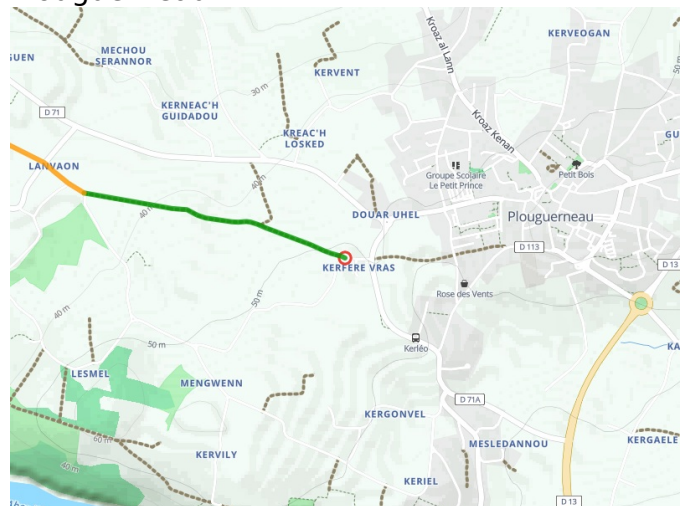 KERVEOGAN
MECHOU
SERANNOR
Kroaz al Lann
50 m
KERVENT
30 m
KERNEAC'H
GUIDADOU
D 71
Kroaz Kenan
KREAC'H
LOSKED
LANVAON
Groupe Scolaire
Le Petit Prince
Petit Bois
40 m
40 m
DOUAR UHEL
Plouguerneau
D 113
KERFERE VRAS
D 13
Rose des Vents
50 m
40 m
50 m
Kerléo
LESMEL
MENGWENN
D 71A
KERGONVEL
60 m
MESLEDANNOU
KERGAELE
KERVILY
40 m
KERIEL
D 13